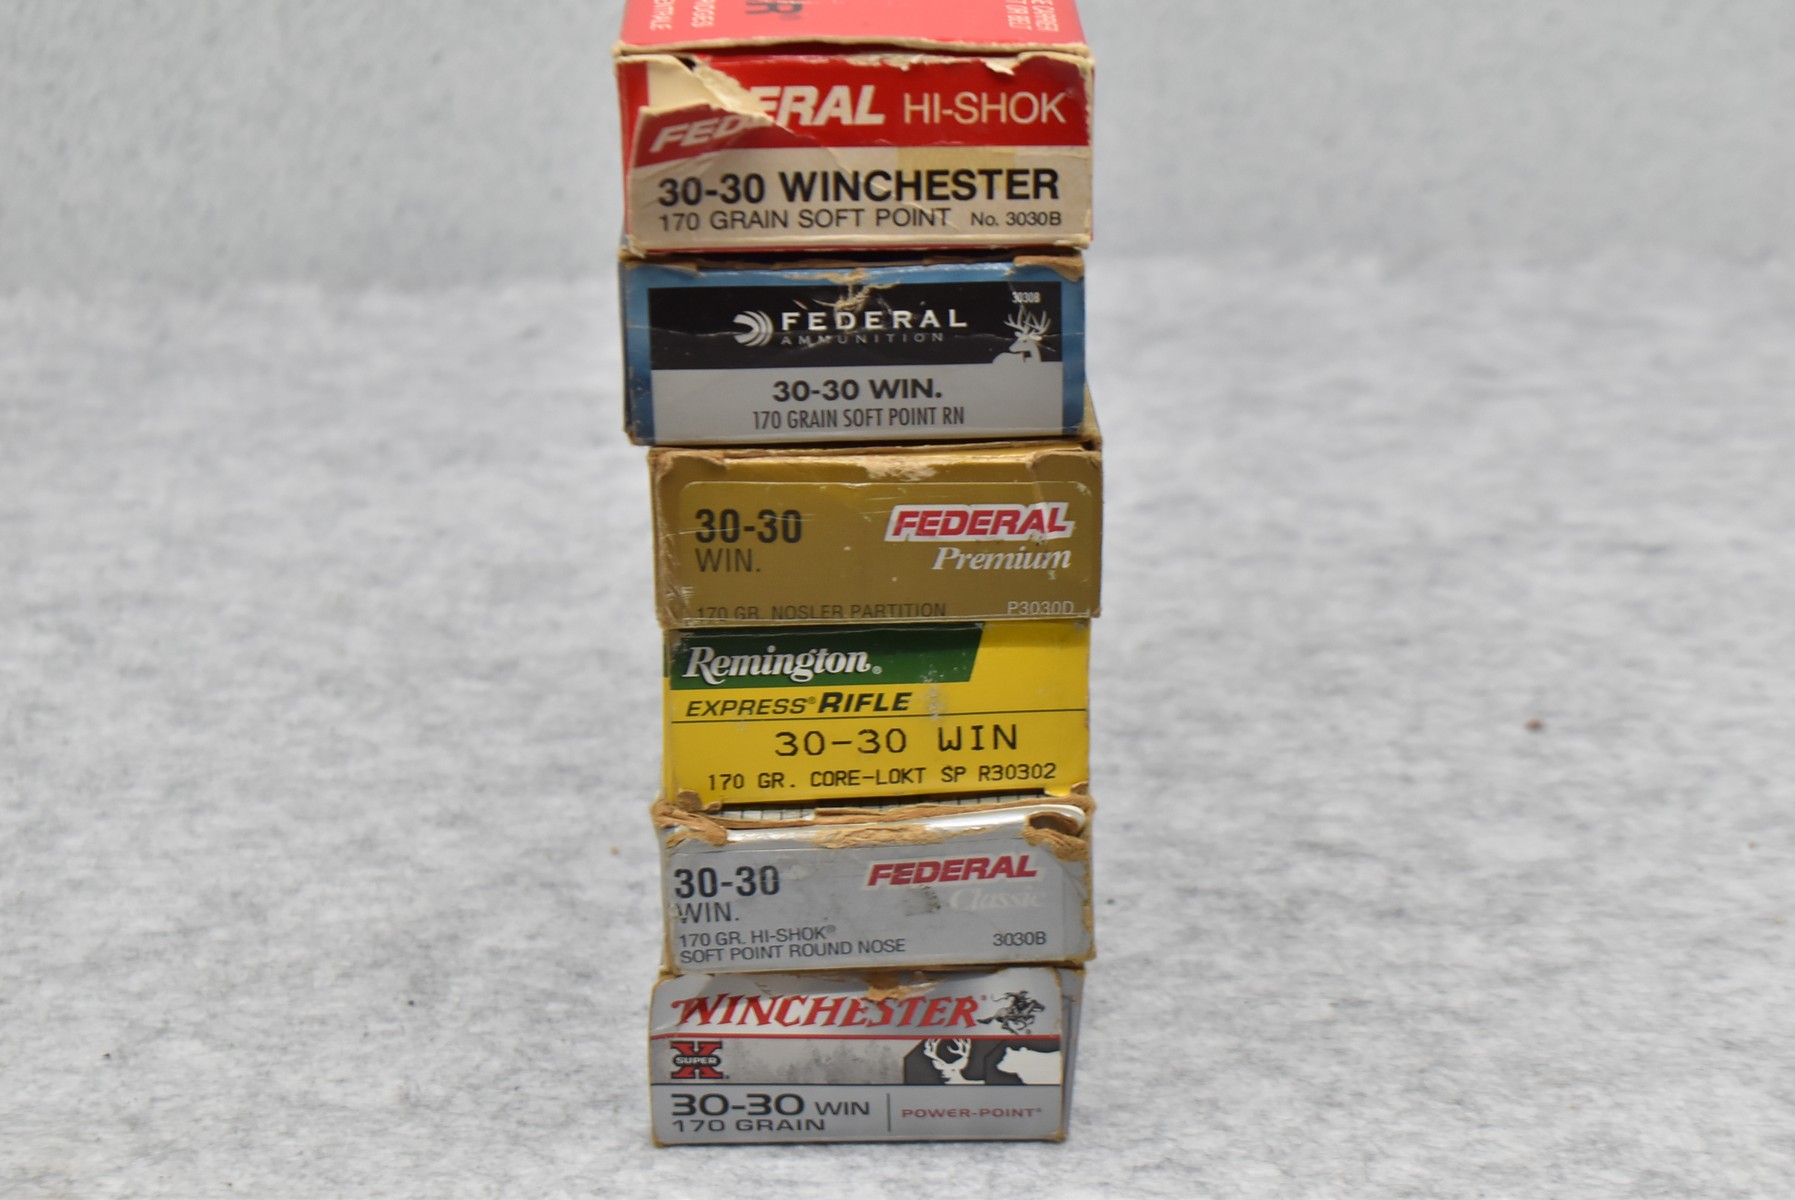 FEDERAL HI-SHOK
FEDERAL
30-30 WINCHESTER
170 GRAIN SOFT POINT No. 3030B
3030B
FEDERAL
AMMUNITION
30-30 WIN.
170 GRAIN SOFT POINT RN
30-30 FEDERAL
WIN. Premium
170 GR. NOSLER PARTITION P3030D
Remington®
EXPRESS® RIFLE
30-30 WIN
170 GR. CORE-LOKT SP R30302
30-30 FEDERAL
WIN. Classic
170 GR. HI-SHOK®
SOFT POINT ROUND NOSE 3030B
WINCHESTER®
SUPER X®
30-30 WIN POWER-POINT®
170 GRAIN